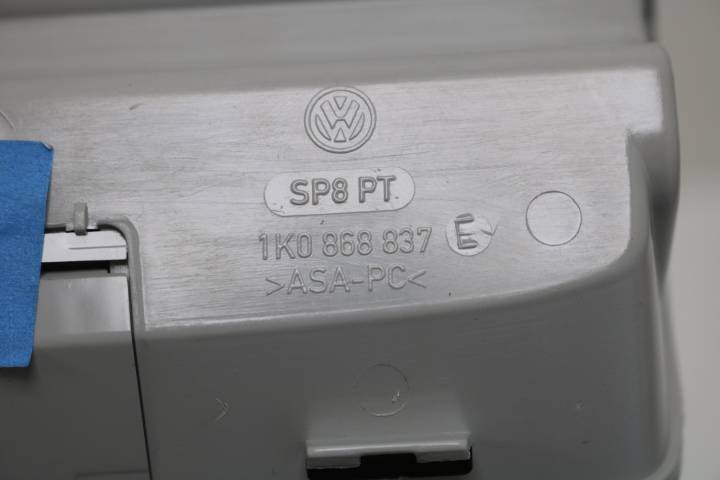 SP8 PT
1K0 868 837 E
>ASA-PC<